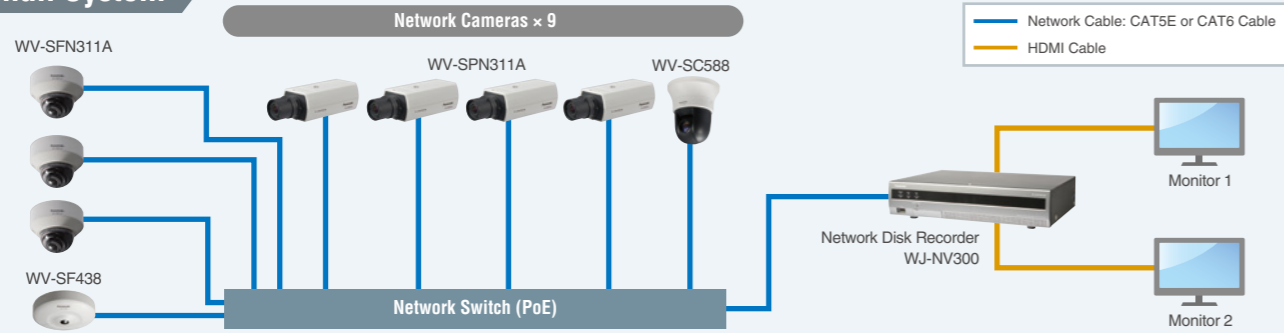 System
Network Cameras × 9
Network Cable: CAT5E or CAT6 Cable
HDMI Cable
WV-SFN311A
WV-SPN311A
WV-SC588
Monitor 1
Network Disk Recorder
WJ-NV300
WV-SF438
Network Switch (PoE)
Monitor 2